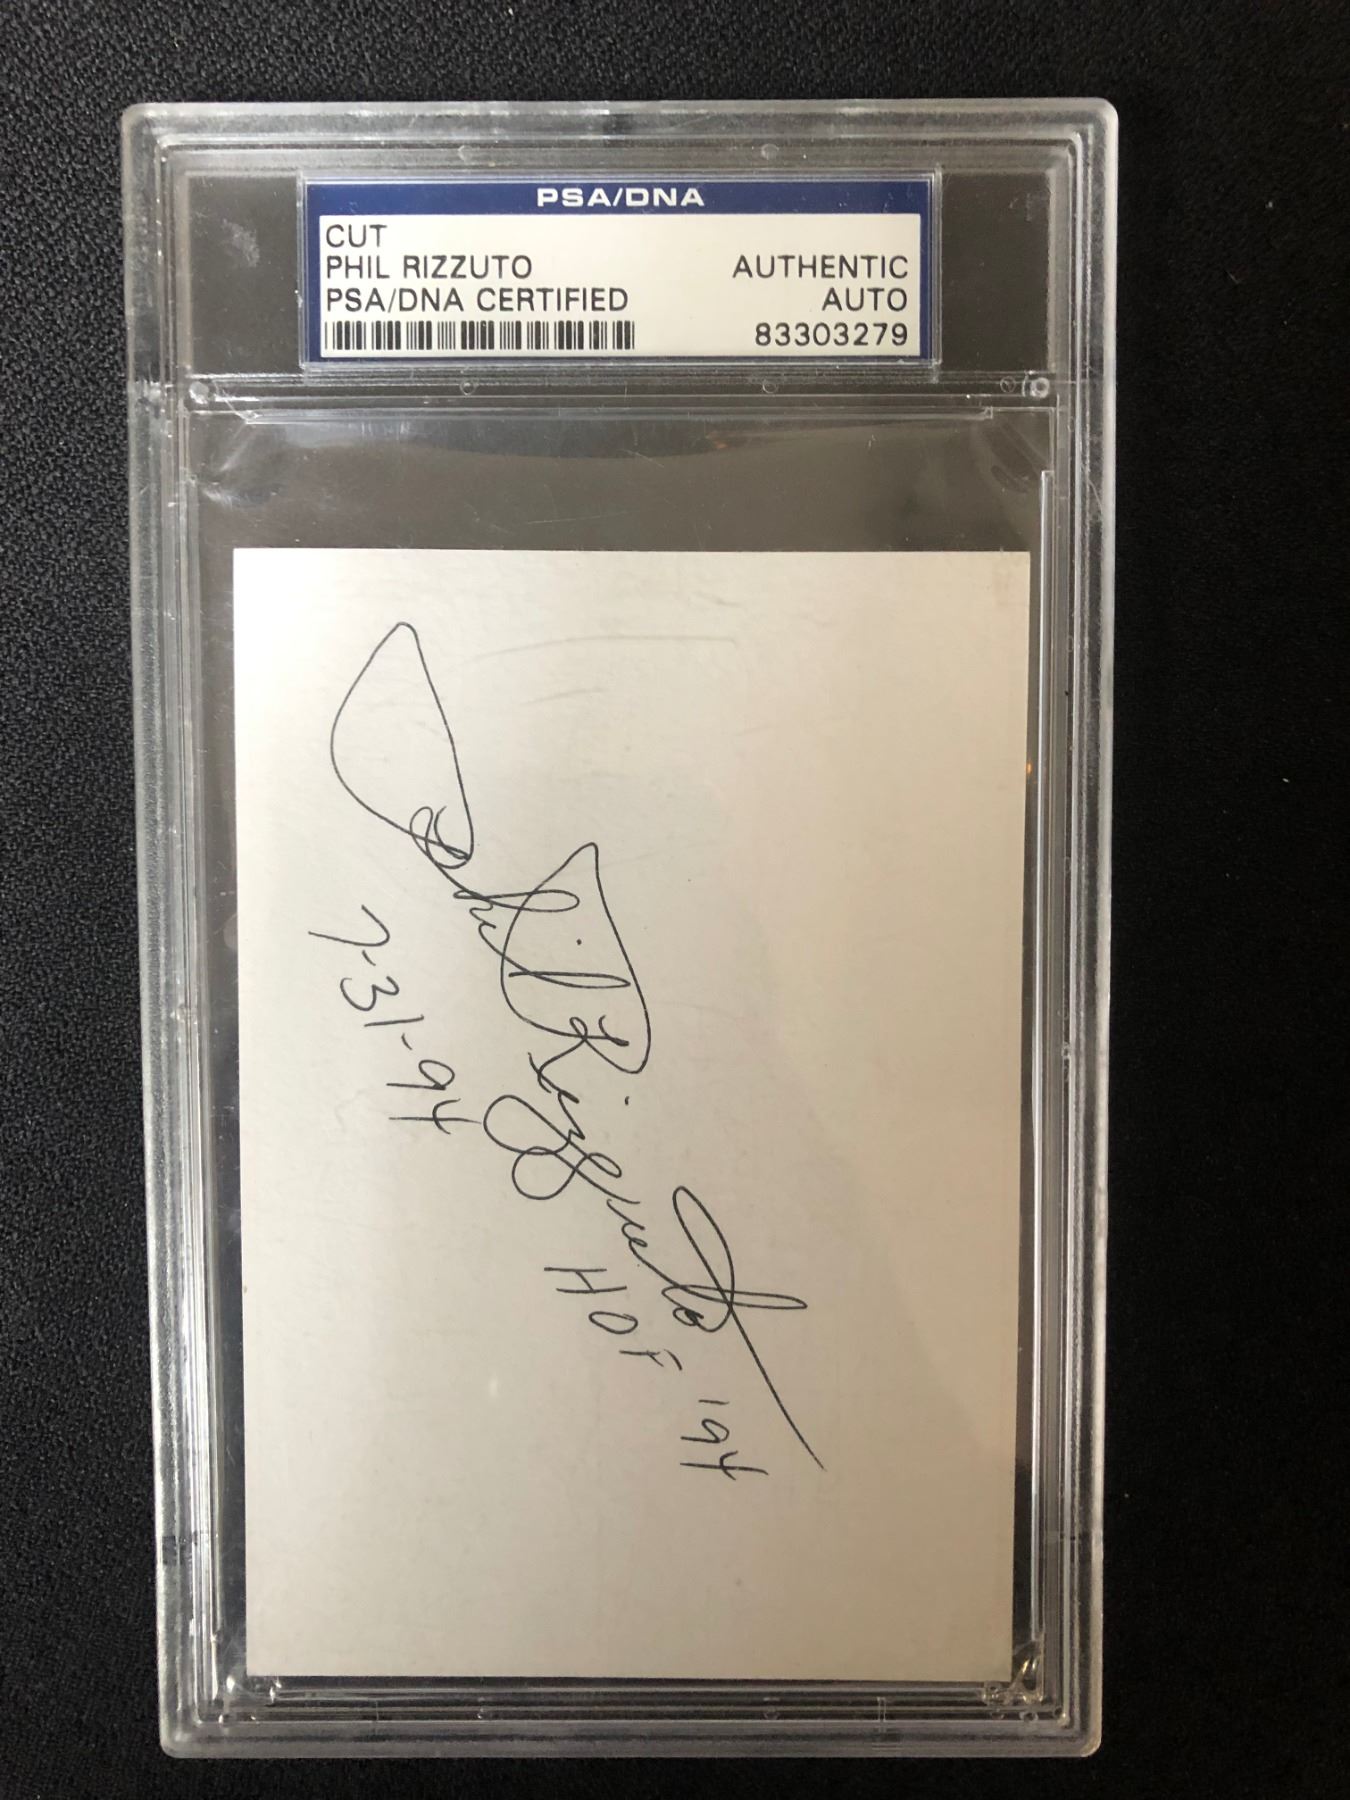 PSA/DNA
CUT
PHIL RIZZUTO AUTHENTIC
PSA/DNA CERTIFIED AUTO
83303279
Phil Rizzuto
HOF '94
7-31-94